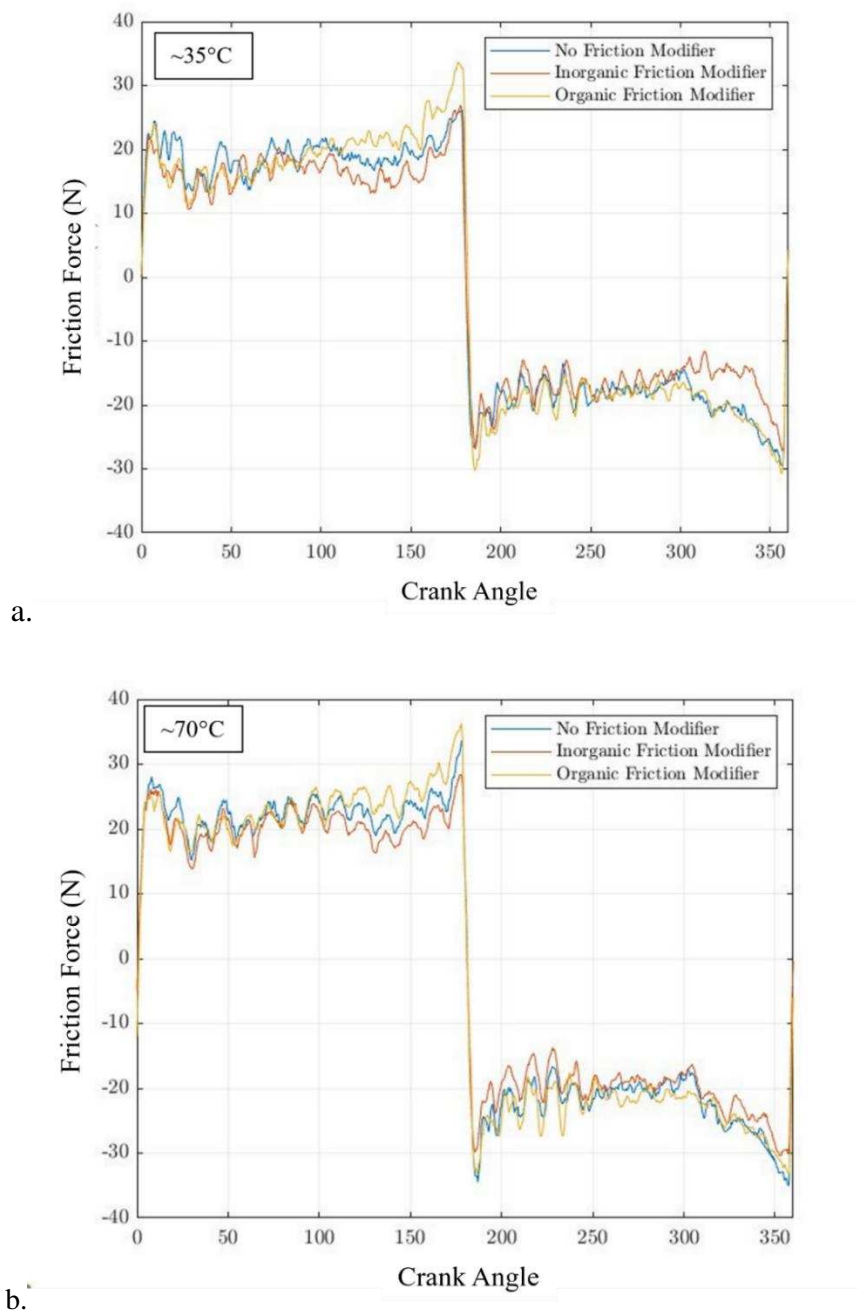 ~35°C
No Friction Modifier
Inorganic Friction Modifier
Organic Friction Modifier
40
30
20
10
0
-10
-20
-30
-40
Friction Force (N)
0 50 100 150 200 250 300 350
Crank Angle
a.
~70°C
No Friction Modifier
Inorganic Friction Modifier
Organic Friction Modifier
40
30
20
10
0
-10
-20
-30
-40
Friction Force (N)
0 50 100 150 200 250 300 350
Crank Angle
b.